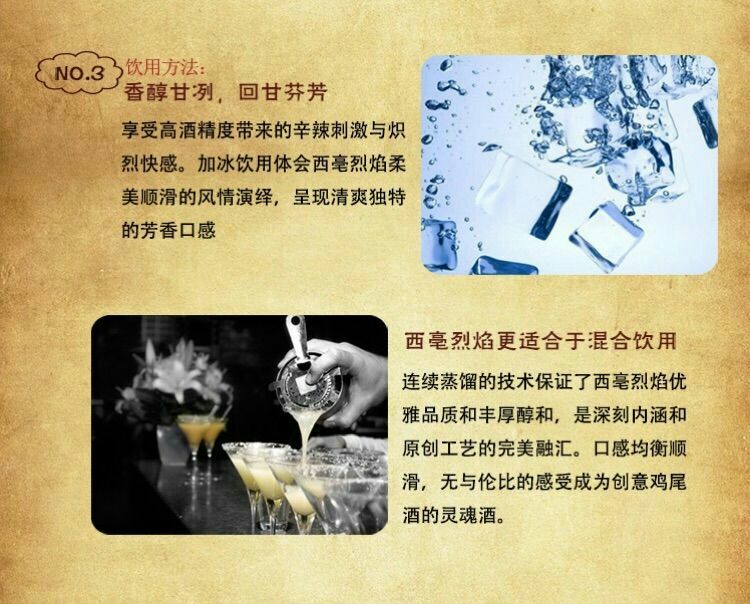 NO.3
饮用方法:
香醇甘冽，回甘芬芳
享受高酒精度带来的辛辣刺激与炽
烈快感。加冰饮用体会西亳烈焰柔
美顺滑的风情演绎，呈现清爽独特
的芳香口感
西亳烈焰更适合于混合饮用
连续蒸馏的技术保证了西亳烈焰优
雅品质和丰厚醇和，是深刻内涵和
原创工艺的完美融汇。口感均衡顺
滑，无与伦比的感受成为创意鸡尾
酒的灵魂酒。